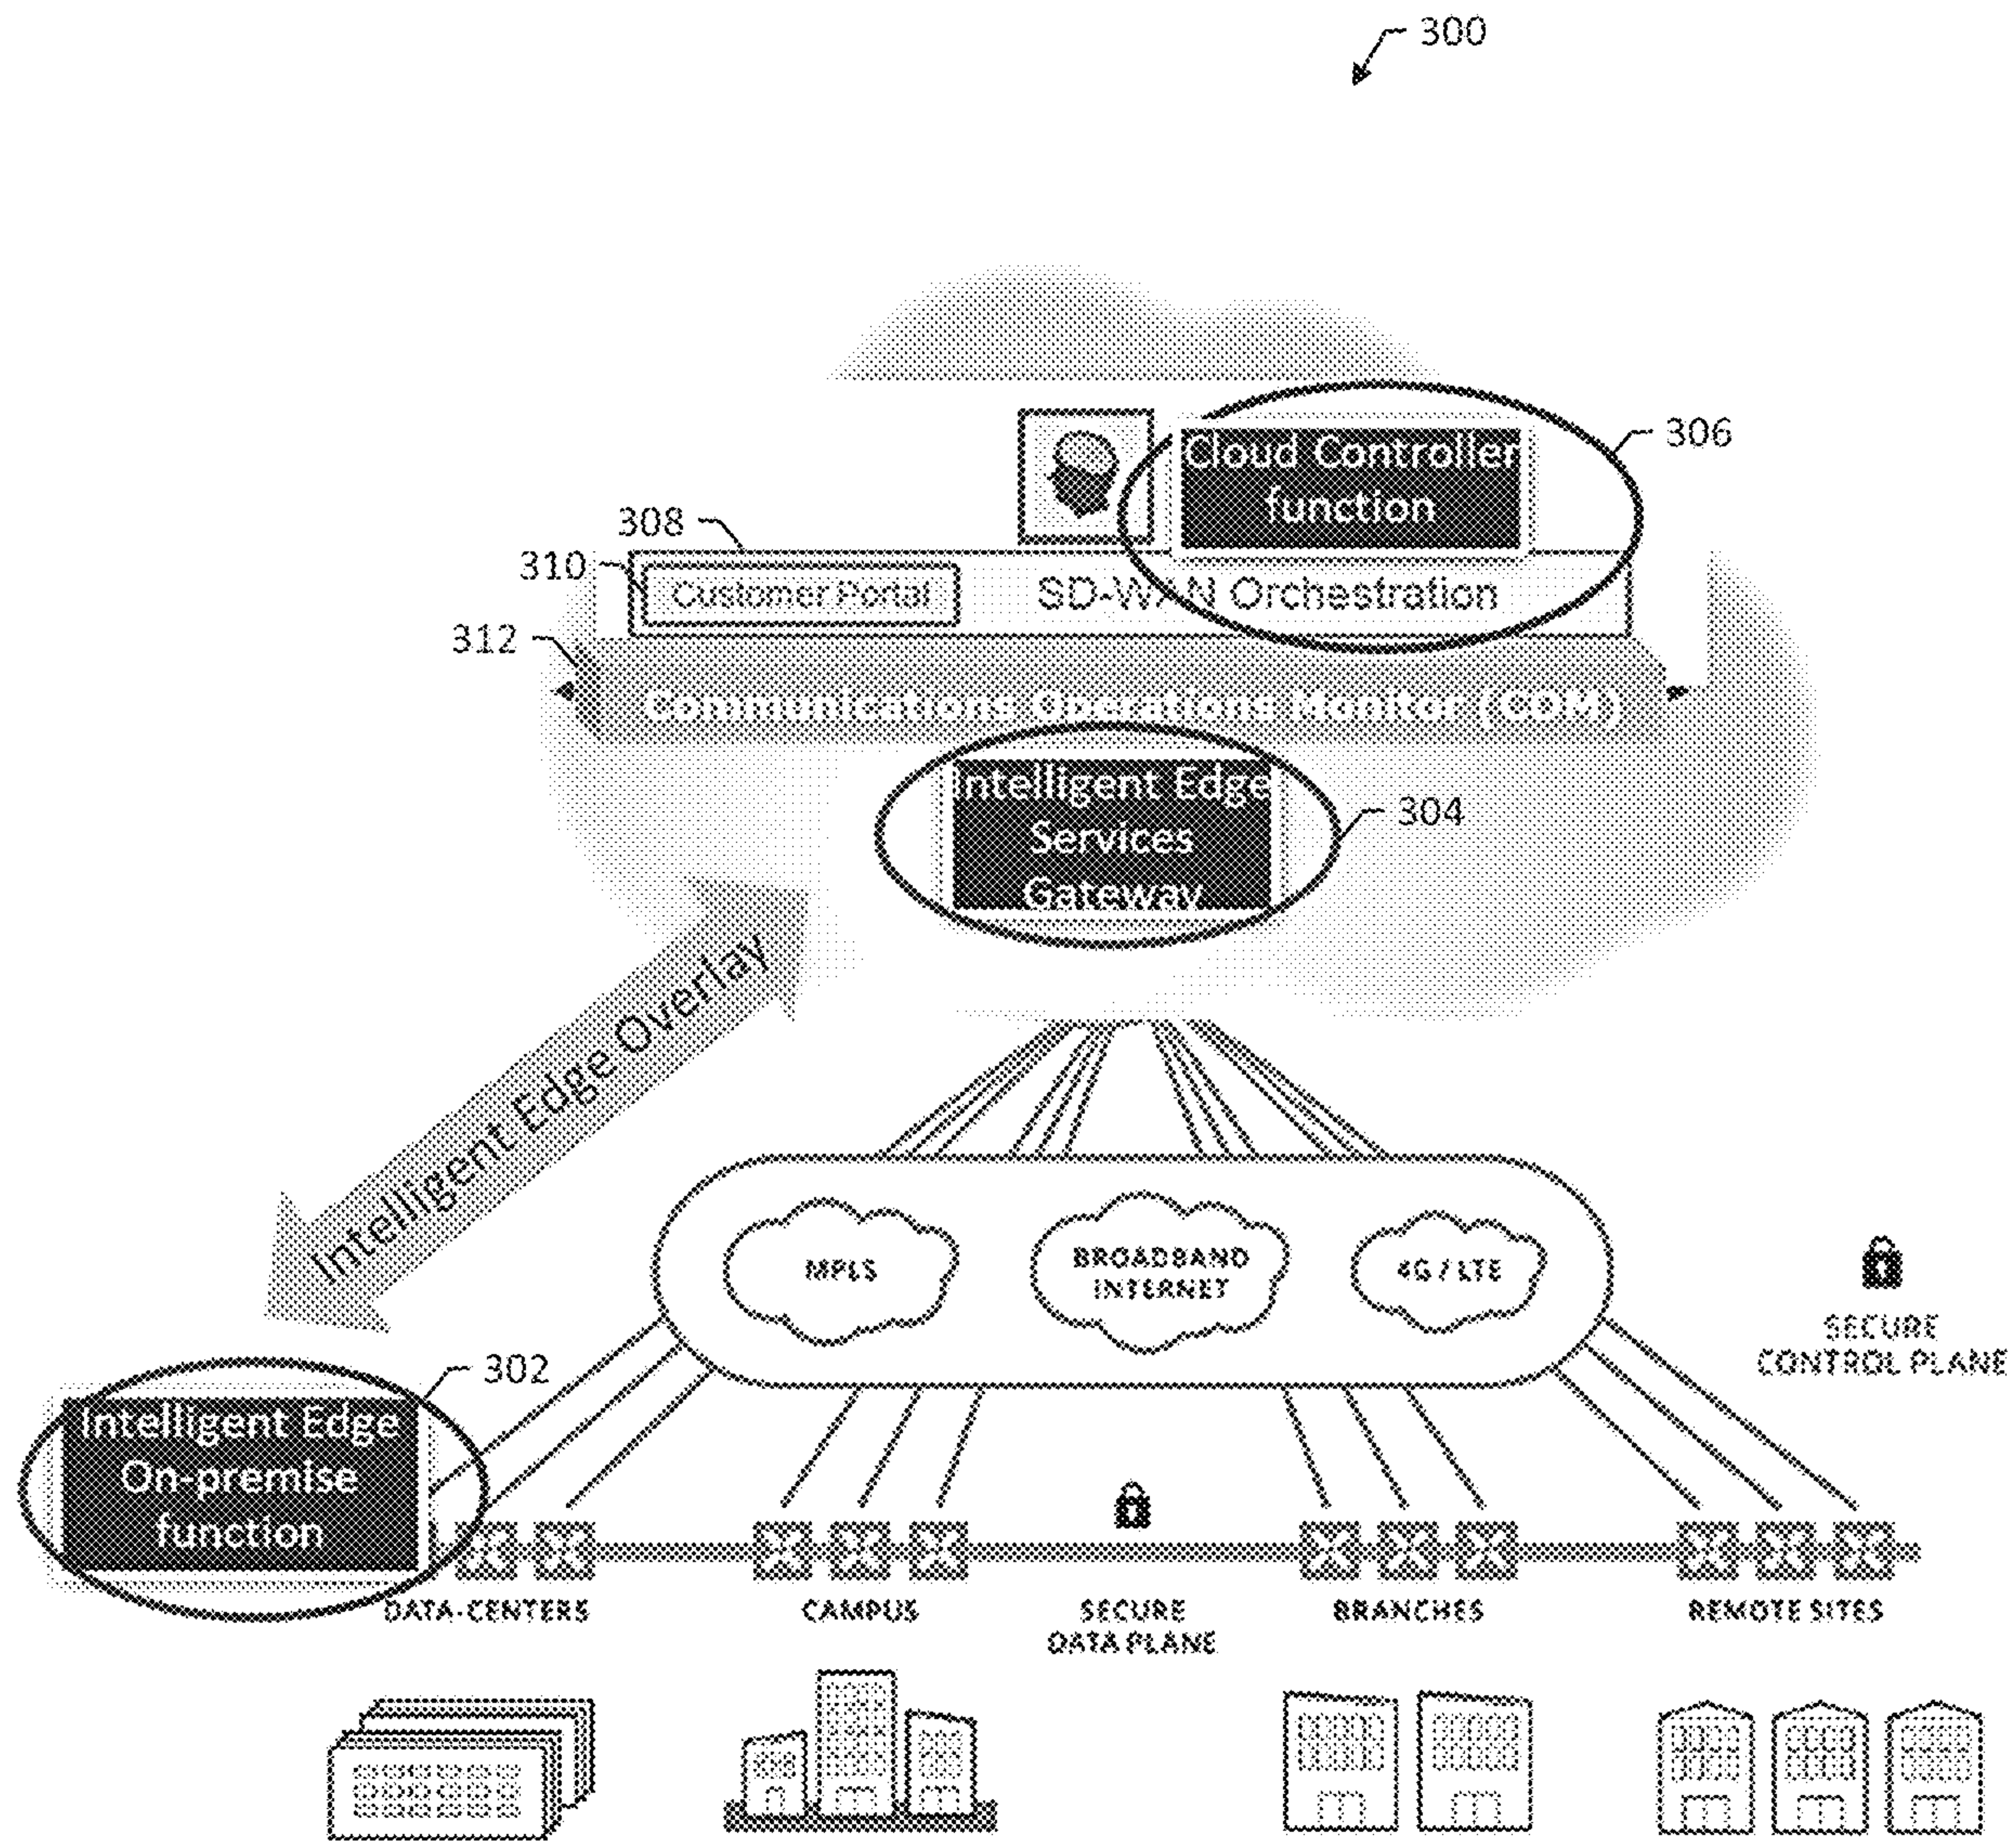 300
Cloud Controller
function
306
308
310
Customer Portal
SD-WAN Orchestration
312
Communications Operations Monitor (COM)
Intelligent Edge
Services
Gateway
304
Intelligent Edge Overlay
MPLS
BROADBAND
INTERNET
4G / LTE
SECURE
CONTROL PLANE
302
Intelligent Edge
On-premise
function
DATA-CENTERS
CAMPUS
SECURE
DATA PLANE
BRANCHES
REMOTE SITES